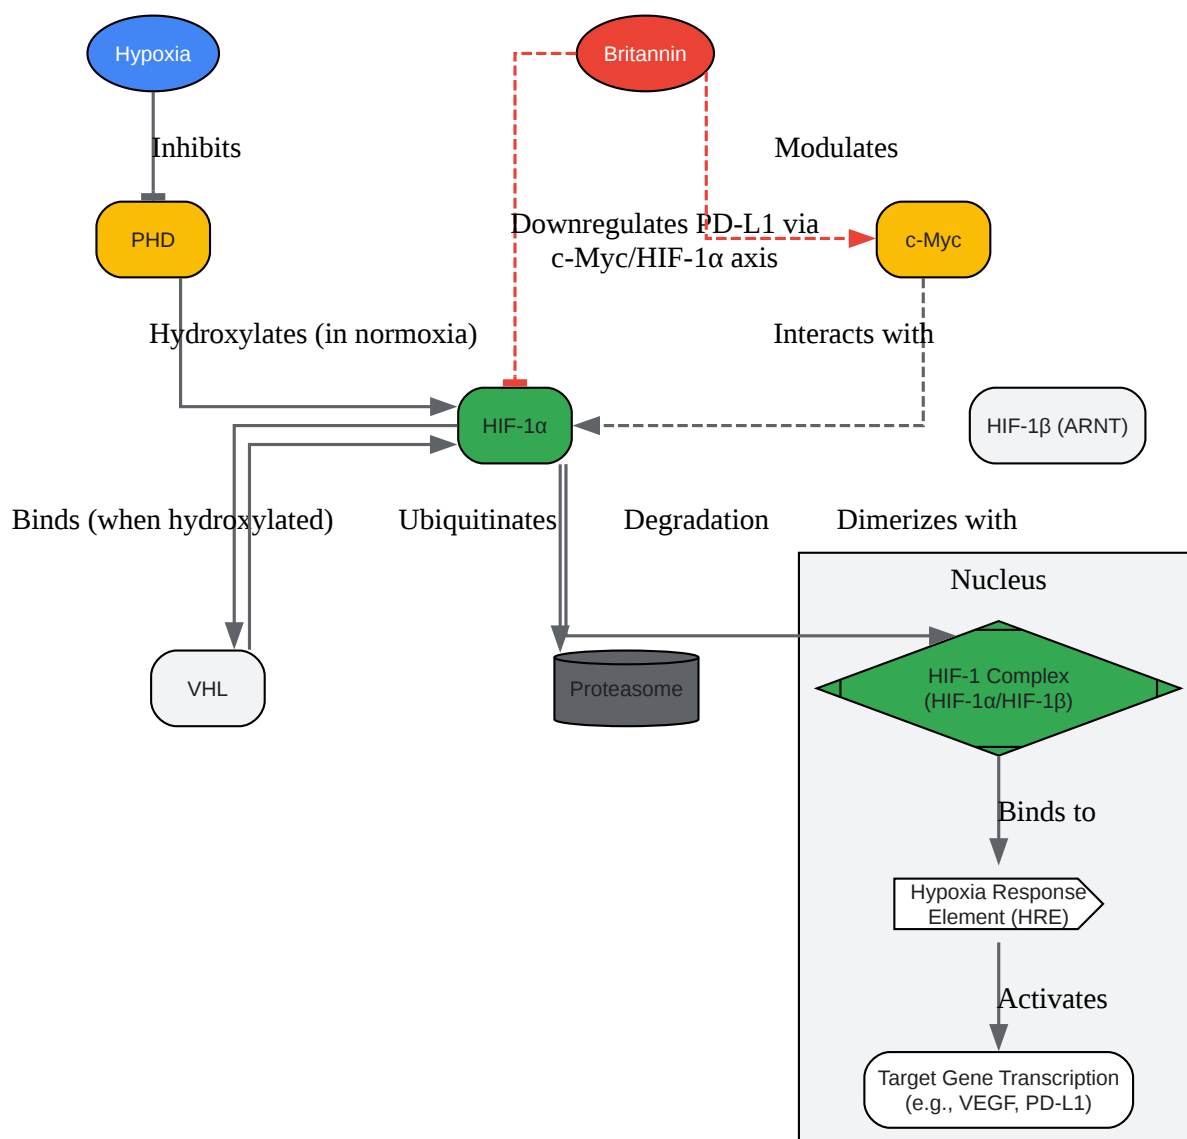 Hypoxia
Britannin
Inhibits
Modulates
PHD
Downregulates PD-L1 via
c-Myc/HIF-1α axis
c-Myc
Hydroxylates (in normoxia)
Interacts with
HIF-1α
HIF-1β (ARNT)
Binds (when hydroxylated)
Ubiquitinates
Degradation
Dimerizes with
Nucleus
VHL
Proteasome
HIF-1 Complex
(HIF-1α/HIF-1β)
Binds to
Hypoxia Response
Element (HRE)
Activates
Target Gene Transcription
(e.g., VEGF, PD-L1)